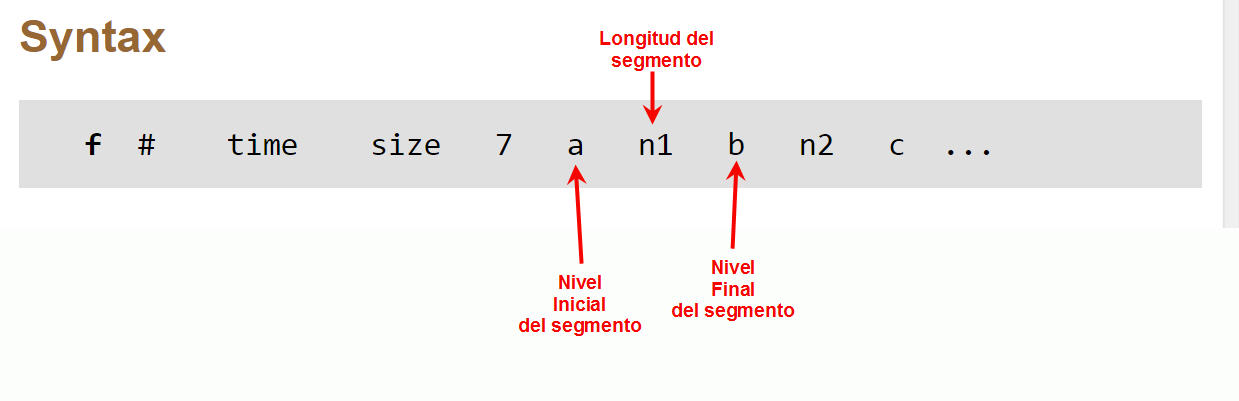 Syntax
Longitud del
segmento
f # time size 7 a n1 b n2 c ...
Nivel
Inicial
del segmento
Nivel
Final
del segmento